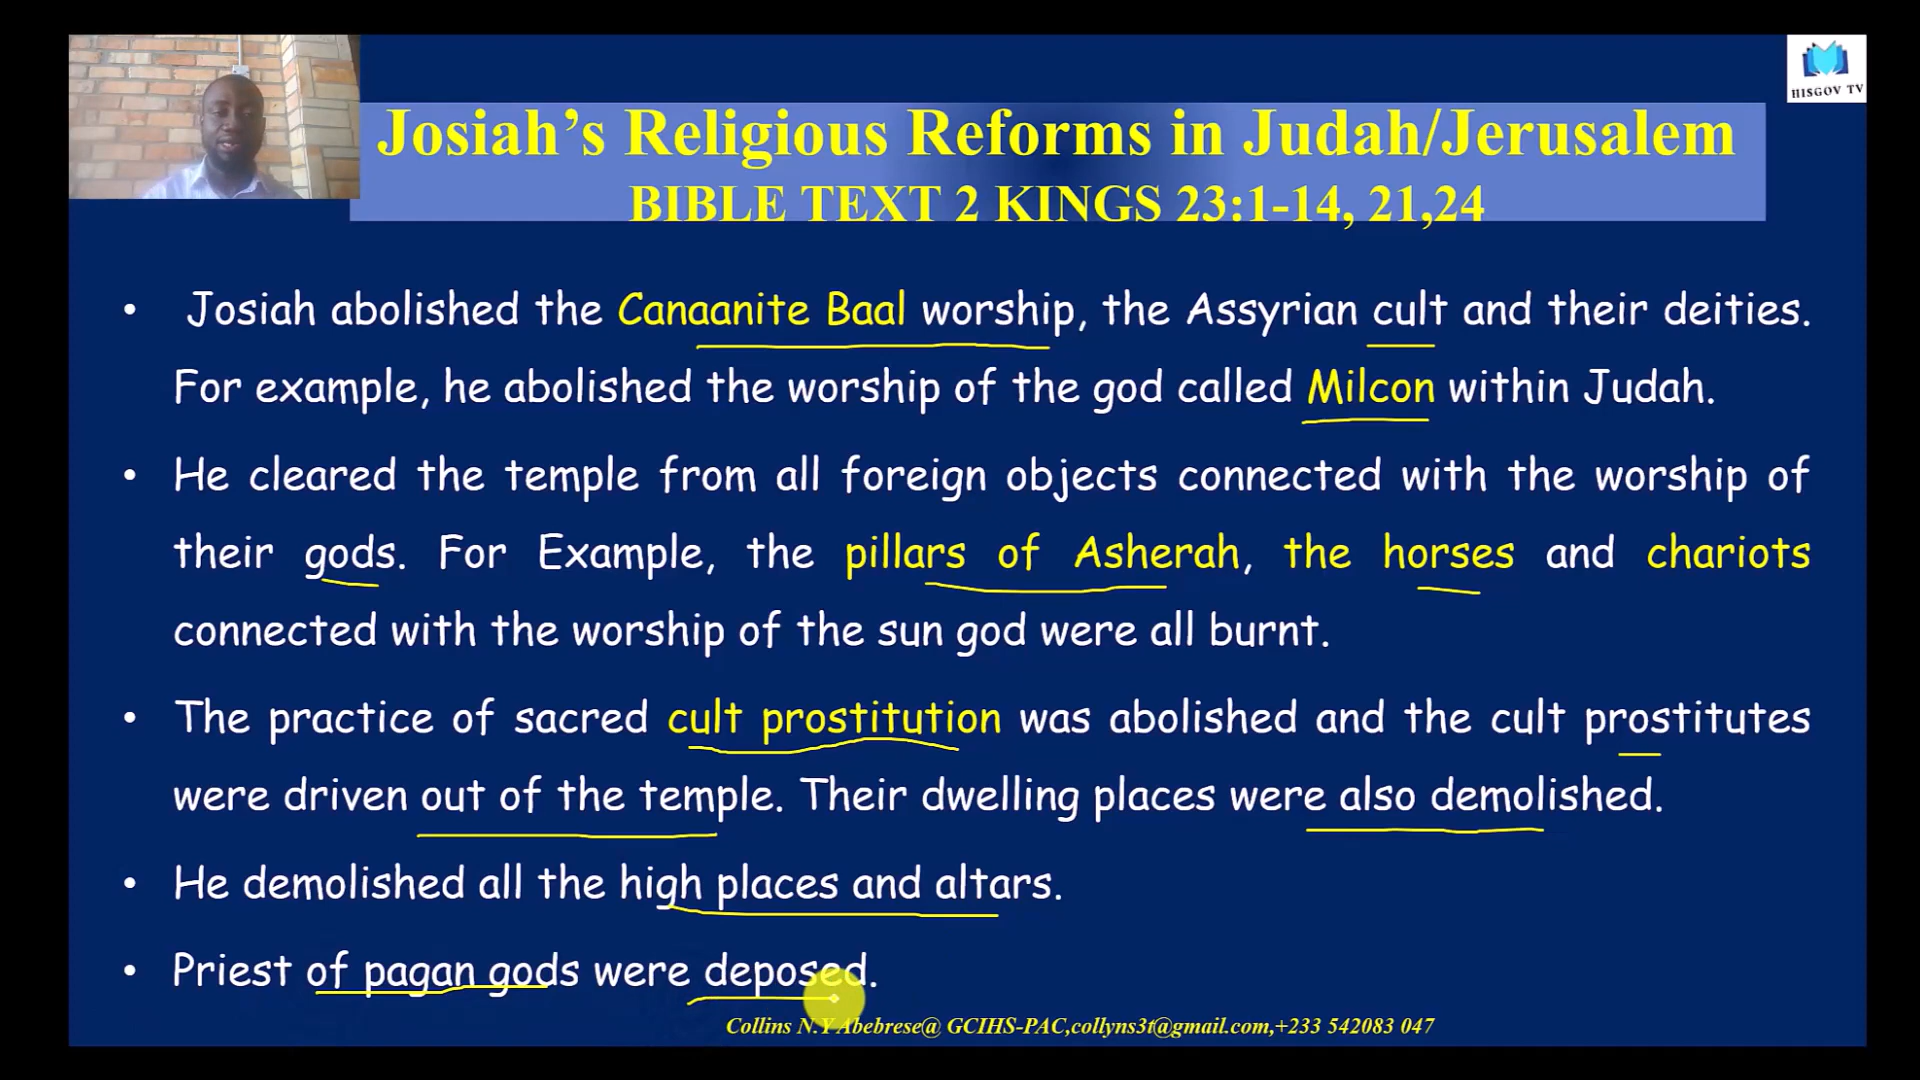 HISGOV TV
Josiah’s Religious Reforms in Judah/Jerusalem
BIBLE TEXT 2 KINGS 23:1-14, 21,24
• Josiah abolished the Canaanite Baal worship, the Assyrian cult and their deities.
For example, he abolished the worship of the god called Milcon within Judah.
• He cleared the temple from all foreign objects connected with the worship of
their gods. For Example, the pillars of Asherah, the horses and chariots
connected with the worship of the sun god were all burnt.
• The practice of sacred cult prostitution was abolished and the cult prostitutes
were driven out of the temple. Their dwelling places were also demolished.
• He demolished all the high places and altars.
• Priest of pagan gods were deposed.
Collins N.Y Abebrese@ GCIHS-PAC,collyns3t@gmail.com,+233 542083 047